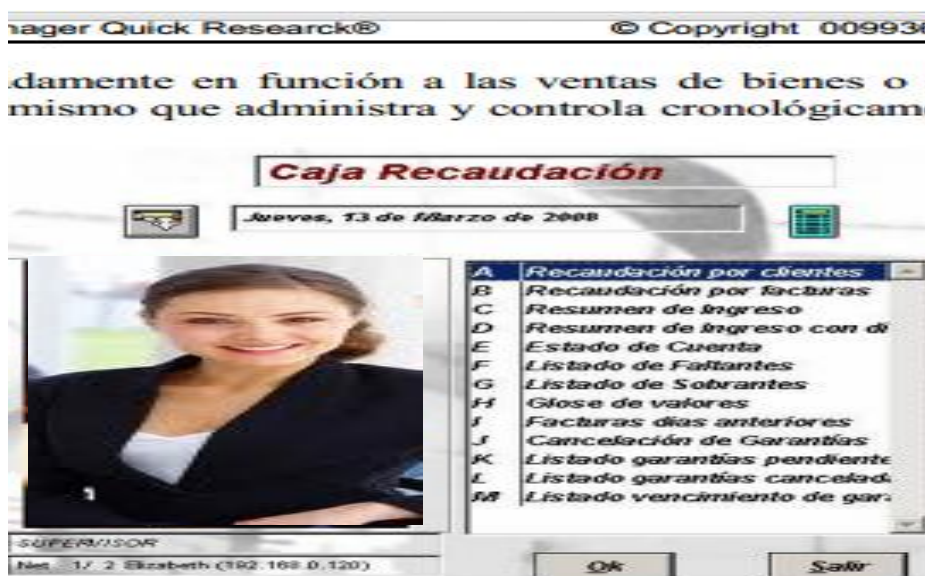 nager Quick Researck® © Copyright 009936
damente en función a las ventas de bienes o
mismo que administra y controla cronológicam
Caja Recaudación
Jueves, 13 de Marzo de 2008
A Recaudación por clientes
B Recaudación por facturas
C Resumen de Ingreso
D Resumen de Ingreso con di
E Estado de Cuenta
F Listado de Faltantes
G Listado de Sobrantes
H Glose de valores
I Facturas días anteriores
J Cancelación de Garantías
K Listado garantías pendiente
L Listado garantías cancelad
M Listado vencimiento de gar
SUPERVISOR
Net. 1/ 2 Elizabeth (192.168.0.120)
Ok Salir